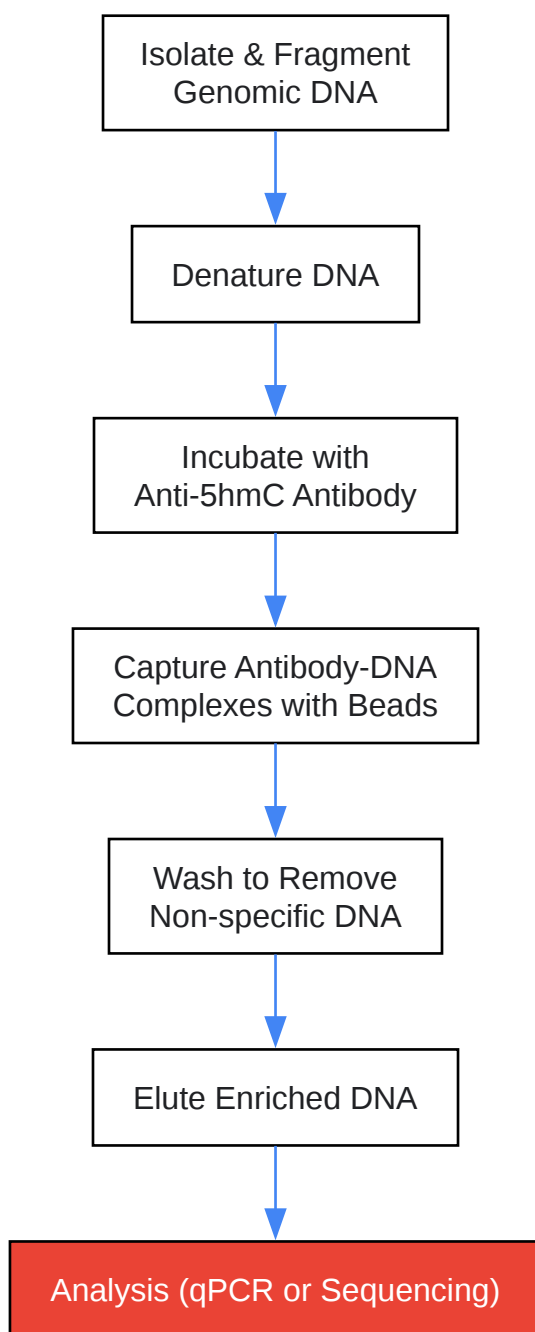 Isolate & Fragment
Genomic DNA
Denature DNA
Incubate with
Anti-5hmC Antibody
Capture Antibody-DNA
Complexes with Beads
Wash to Remove
Non-specific DNA
Elute Enriched DNA
Analysis (qPCR or Sequencing)